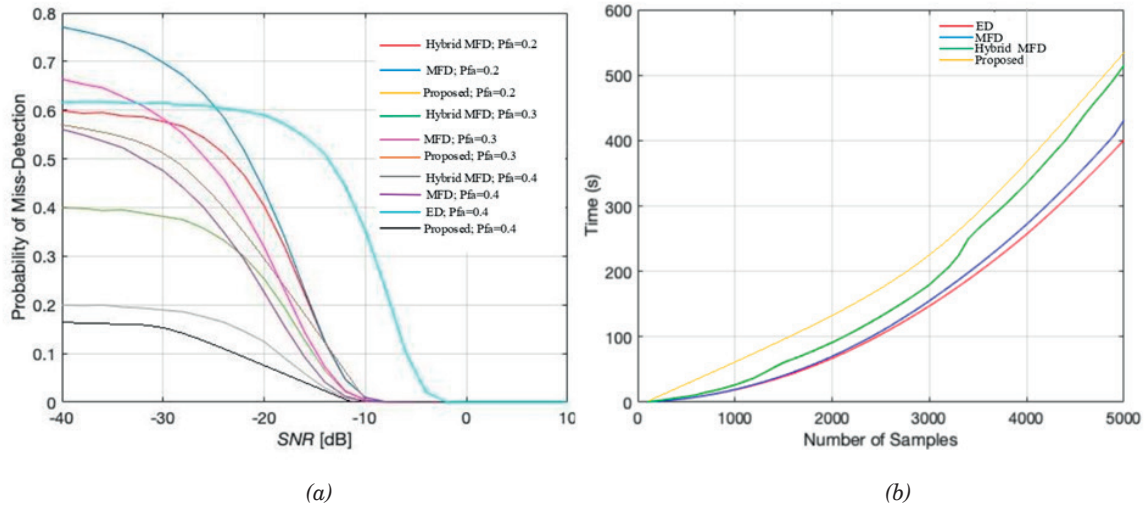 0.8
0.7
0.6
0.5
0.4
0.3
0.2
0.1
0
Probability of Miss-Detection
Hybrid MFD; Pfa=0.2
MFD; Pfa=0.2
Proposed; Pfa=0.2
Hybrid MFD; Pfa=0.3
MFD; Pfa=0.3
Proposed; Pfa=0.3
Hybrid MFD; Pfa=0.4
MFD; Pfa=0.4
ED; Pfa=0.4
Proposed; Pfa=0.4
-40 -30 -20 -10 0 10
SNR [dB]
(a)
600
500
400
300
200
100
0
Time (s)
ED
MFD
Hybrid MFD
Proposed
0 1000 2000 3000 4000 5000
Number of Samples
(b)